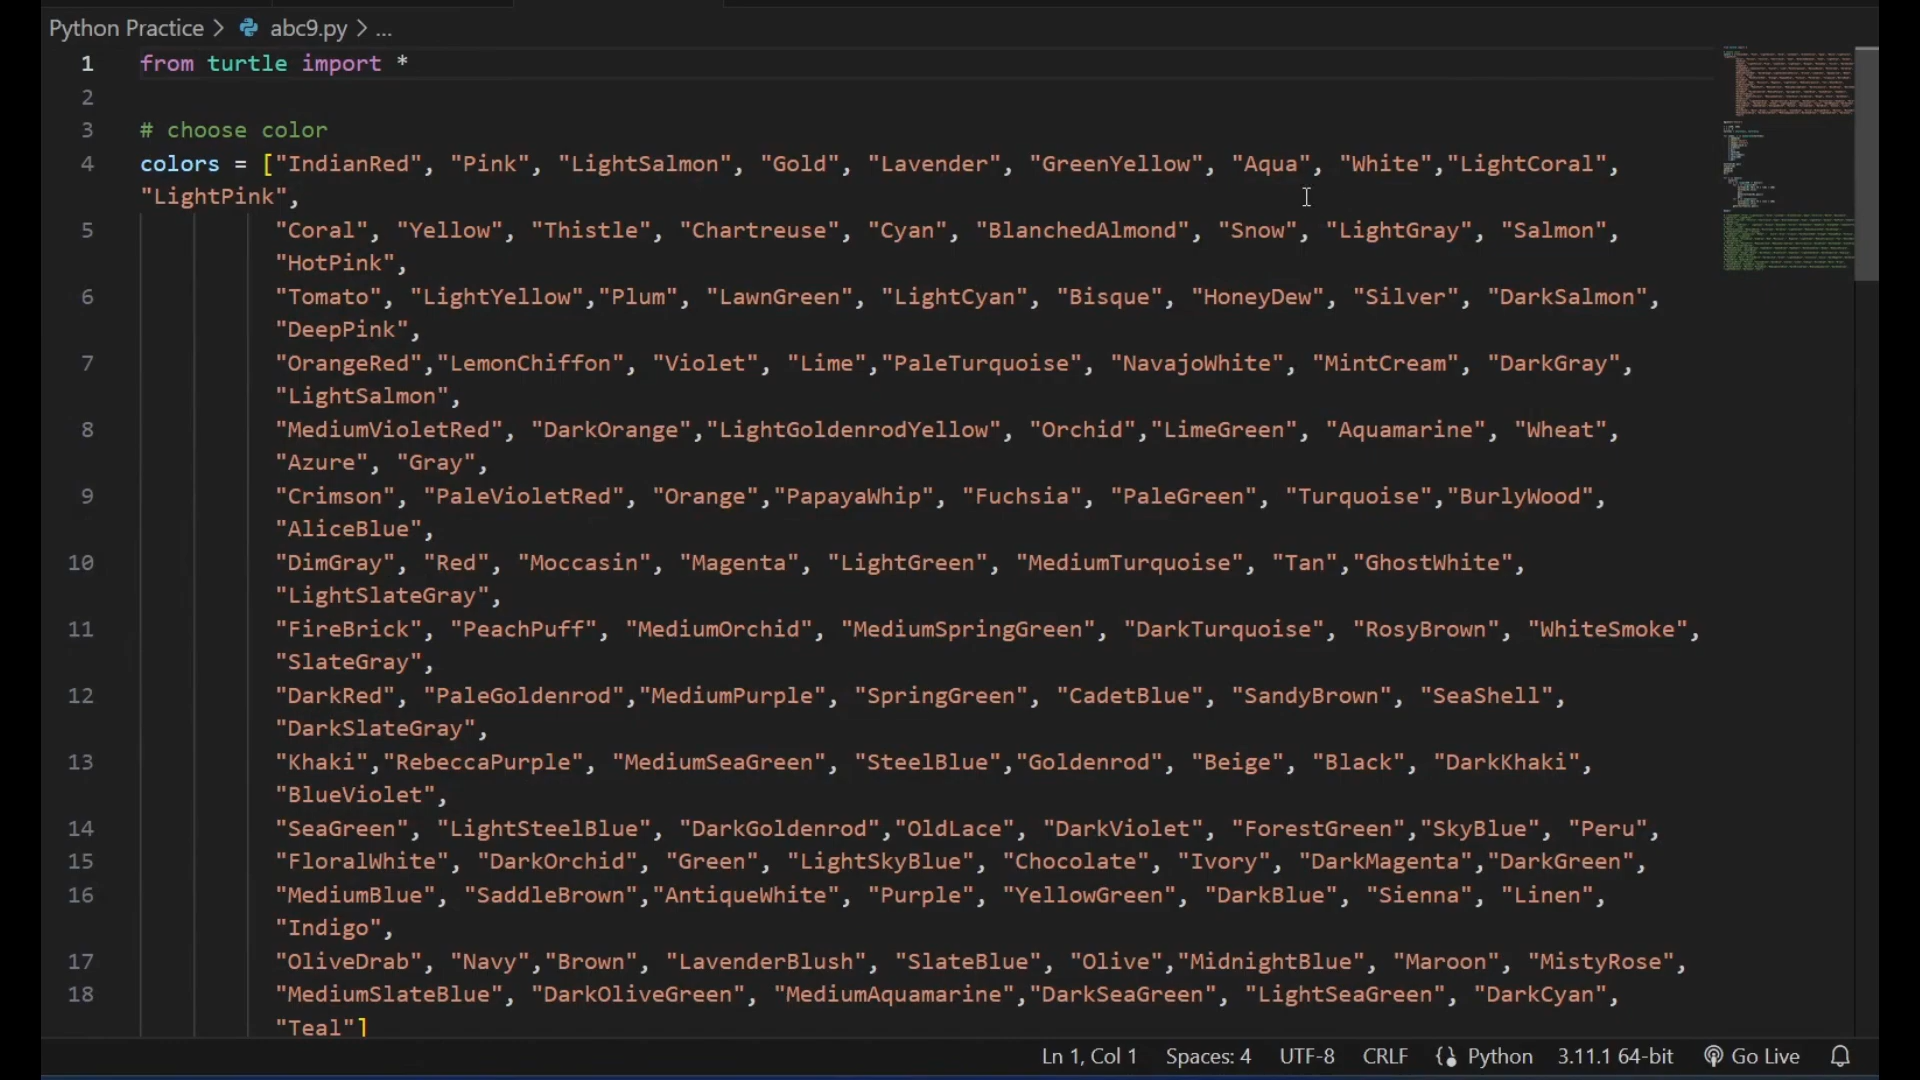 Python Practice > abc9.py > ...
1 from turtle import *
2
3 # choose color
4 colors = ["IndianRed", "Pink", "LightSalmon", "Gold", "Lavender", "GreenYellow", "Aqua", "White","LightCoral",
"LightPink",
5 "Coral", "Yellow", "Thistle", "Chartreuse", "Cyan", "BlanchedAlmond", "Snow", "LightGray", "Salmon",
"HotPink",
6 "Tomato", "LightYellow","Plum", "LawnGreen", "LightCyan", "Bisque", "HoneyDew", "Silver", "DarkSalmon",
"DeepPink",
7 "OrangeRed","LemonChiffon", "Violet", "Lime","PaleTurquoise", "NavajoWhite", "MintCream", "DarkGray",
"LightSalmon",
8 "MediumVioletRed", "DarkOrange","LightGoldenrodYellow", "Orchid","LimeGreen", "Aquamarine", "Wheat",
"Azure", "Gray",
9 "Crimson", "PaleVioletRed", "Orange","PapayaWhip", "Fuchsia", "PaleGreen", "Turquoise","BurlyWood",
"AliceBlue",
10 "DimGray", "Red", "Moccasin", "Magenta", "LightGreen", "MediumTurquoise", "Tan","GhostWhite",
"LightSlateGray",
11 "FireBrick", "PeachPuff", "MediumOrchid", "MediumSpringGreen", "DarkTurquoise", "RosyBrown", "WhiteSmoke",
"SlateGray",
12 "DarkRed", "PaleGoldenrod","MediumPurple", "SpringGreen", "CadetBlue", "SandyBrown", "SeaShell",
"DarkSlateGray",
13 "Khaki","RebeccaPurple", "MediumSeaGreen", "SteelBlue","Goldenrod", "Beige", "Black", "DarkKhaki",
"BlueViolet",
14 "SeaGreen", "LightSteelBlue", "DarkGoldenrod","OldLace", "DarkViolet", "ForestGreen","SkyBlue", "Peru",
15 "FloralWhite", "DarkOrchid", "Green", "LightSkyBlue", "Chocolate", "Ivory", "DarkMagenta","DarkGreen",
16 "MediumBlue", "SaddleBrown","AntiqueWhite", "Purple", "YellowGreen", "DarkBlue", "Sienna", "Linen",
"Indigo",
17 "OliveDrab", "Navy","Brown", "LavenderBlush", "SlateBlue", "Olive","MidnightBlue", "Maroon", "MistyRose",
18 "MediumSlateBlue", "DarkOliveGreen", "MediumAquamarine","DarkSeaGreen", "LightSeaGreen", "DarkCyan",
"Teal"]
Ln 1, Col 1 Spaces: 4 UTF-8 CRLF Python 3.11.1 64-bit Go Live